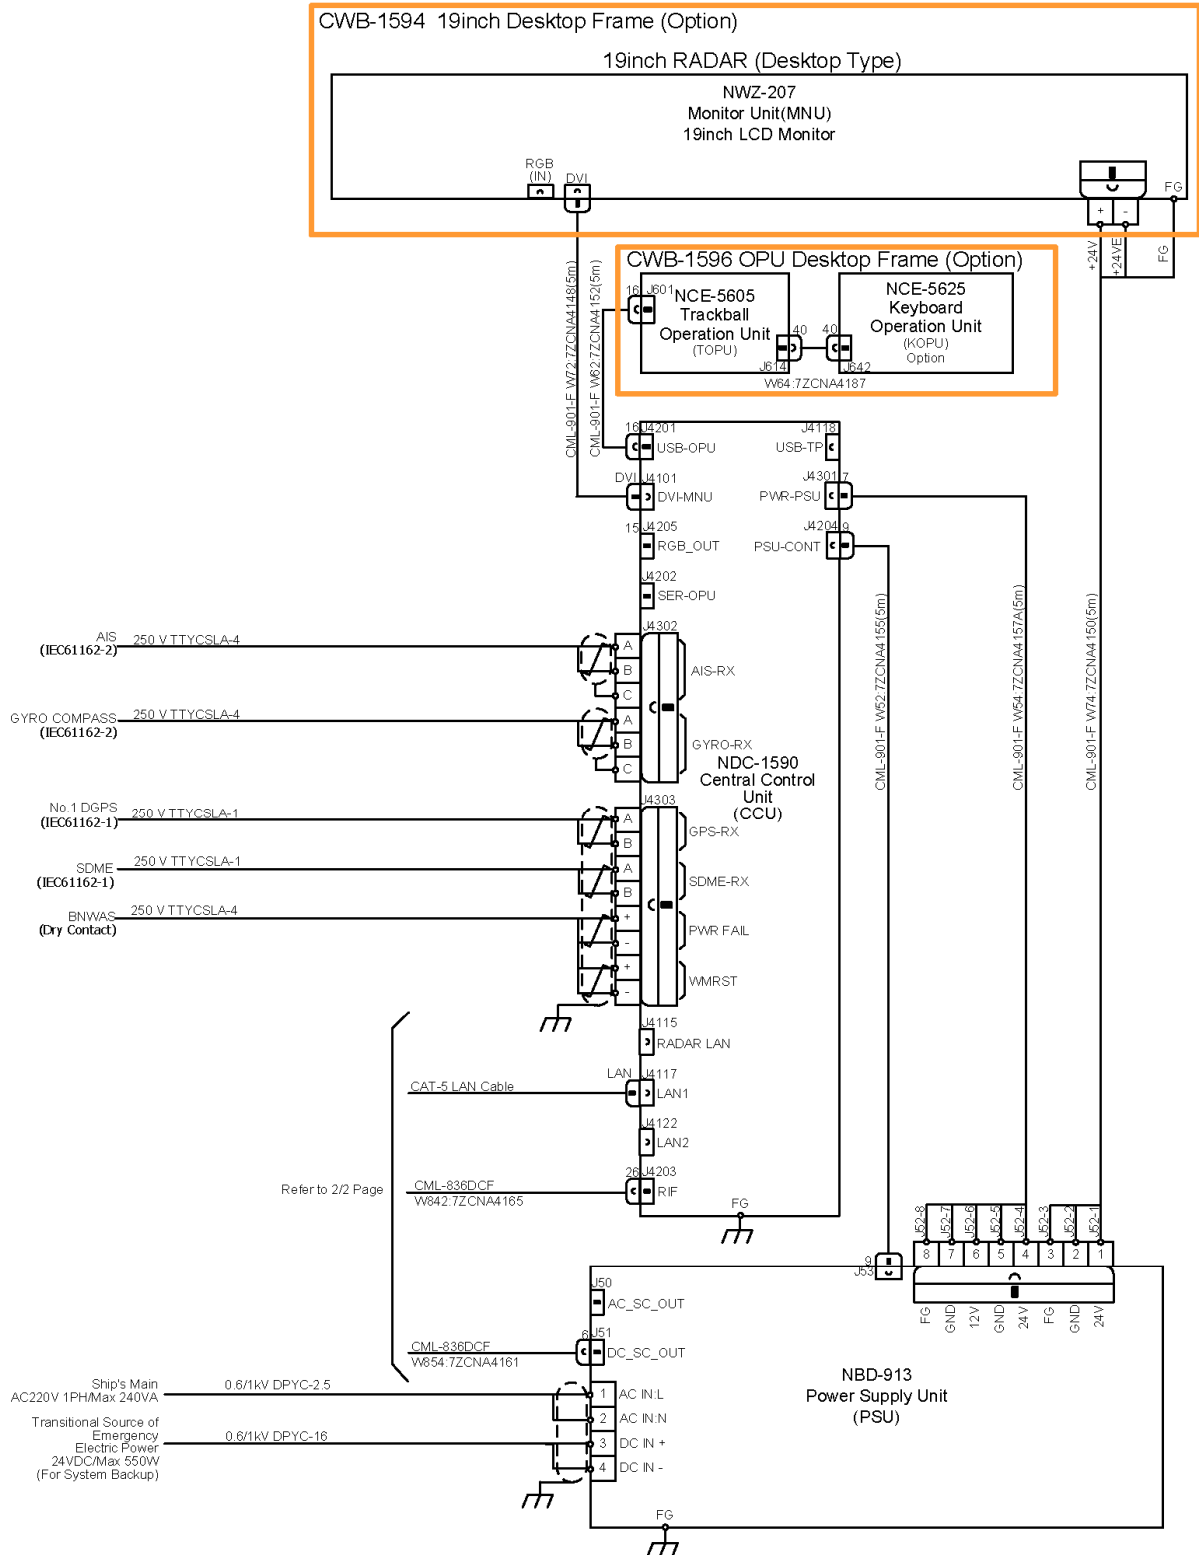 CWB-1594 19inch Desktop Frame (Option)
19inch RADAR (Desktop Type)
NWZ-207
Monitor Unit(MNU)
19inch LCD Monitor
RGB
(IN)
DVI
FG
+
-
+24V
+24VE
FG
CWB-1596 OPU Desktop Frame (Option)
16
J601
NCE-5605
Trackball
Operation Unit
(TOPU)
40
J614
NCE-5625
Keyboard
Operation Unit
(KOPU)
Option
40
J642
W64:7ZCNA4187
CML-901-F W72:7ZCNA4148(5m)
CML-901-F W62:7ZCNA4152(5m)
16
J4201
USB-OPU
J4118
USB-TP
DVI
J4101
DVI-MNU
J4301
7
PWR-PSU
15
J4205
RGB_OUT
J4204
9
PSU-CONT
J4202
SER-OPU
CML-901-F W52:7ZCNA4155(5m)
CML-901-F W54:7ZCNA4157A(5m)
CML-901-F W74:7ZCNA4150(5m)
J4302
AIS
(IEC61162-2)
250 V TTYCSLA-4
A
B
C
AIS-RX
GYRO COMPASS
(IEC61162-2)
250 V TTYCSLA-4
A
B
C
GYRO-RX
NDC-1590
Central Control
Unit
(CCU)
J4303
No.1 DGPS
(IEC61162-1)
250 V TTYCSLA-1
A
B
GPS-RX
SDME
(IEC61162-1)
250 V TTYCSLA-1
A
B
SDME-RX
BNWAS
(Dry Contact)
250 V TTYCSLA-4
+
-
PWR FAIL
+
-
WMRST
J4115
RADAR LAN
CAT-5 LAN Cable
LAN
J4117
LAN1
J4122
LAN2
Refer to 2/2 Page
CML-836DCF
W842:7ZCNA4165
26
J4203
RIF
FG
J52-8
J52-7
J52-6
J52-5
J52-4
J52-3
J52-2
J52-1
8
7
6
5
4
3
2
1
FG
GND
12V
GND
24V
FG
GND
24V
9
J53
J50
AC_SC_OUT
CML-836DCF
W854:7ZCNA4161
6
J51
DC_SC_OUT
NBD-913
Power Supply Unit
(PSU)
Ship's Main
AC220V 1PH/Max 240VA
0.6/1kV DPYC-2.5
1
AC IN:L
2
AC IN:N
Transitional Source of
Emergency
Electric Power
24VDC/Max 550W
(For System Backup)
0.6/1kV DPYC-16
3
DC IN +
4
DC IN -
FG